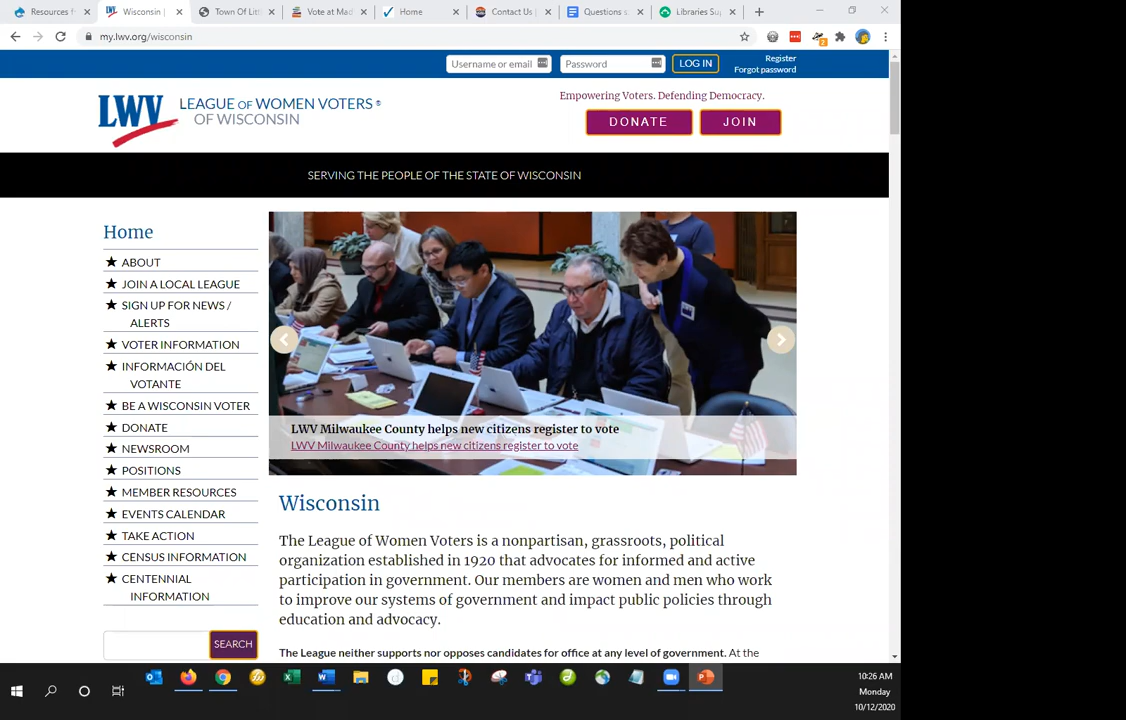 Resources f
Wisconsin |
Town Of Litt
Vote at Mad
Home
Contact Us |
Questions s
Libraries Sup
my.lwv.org/wisconsin
Username or email
Password
LOG IN
Register
Forgot password
LWV LEAGUE OF WOMEN VOTERS®
OF WISCONSIN
Empowering Voters. Defending Democracy.
DONATE
JOIN
SERVING THE PEOPLE OF THE STATE OF WISCONSIN
Home
★ ABOUT
★ JOIN A LOCAL LEAGUE
★ SIGN UP FOR NEWS /
ALERTS
★ VOTER INFORMATION
★ INFORMACIÓN DEL
VOTANTE
★ BE A WISCONSIN VOTER
★ DONATE
★ NEWSROOM
★ POSITIONS
★ MEMBER RESOURCES
★ EVENTS CALENDAR
★ TAKE ACTION
★ CENSUS INFORMATION
★ CENTENNIAL
INFORMATION
SEARCH
LWV Milwaukee County helps new citizens register to vote
LWV Milwaukee County helps new citizens register to vote
Wisconsin
The League of Women Voters is a nonpartisan, grassroots, political
organization established in 1920 that advocates for informed and active
participation in government. Our members are women and men who work
to improve our systems of government and impact public policies through
education and advocacy.
The League neither supports nor opposes candidates for office at any level of government. At the
10:26 AM
Monday
10/12/2020